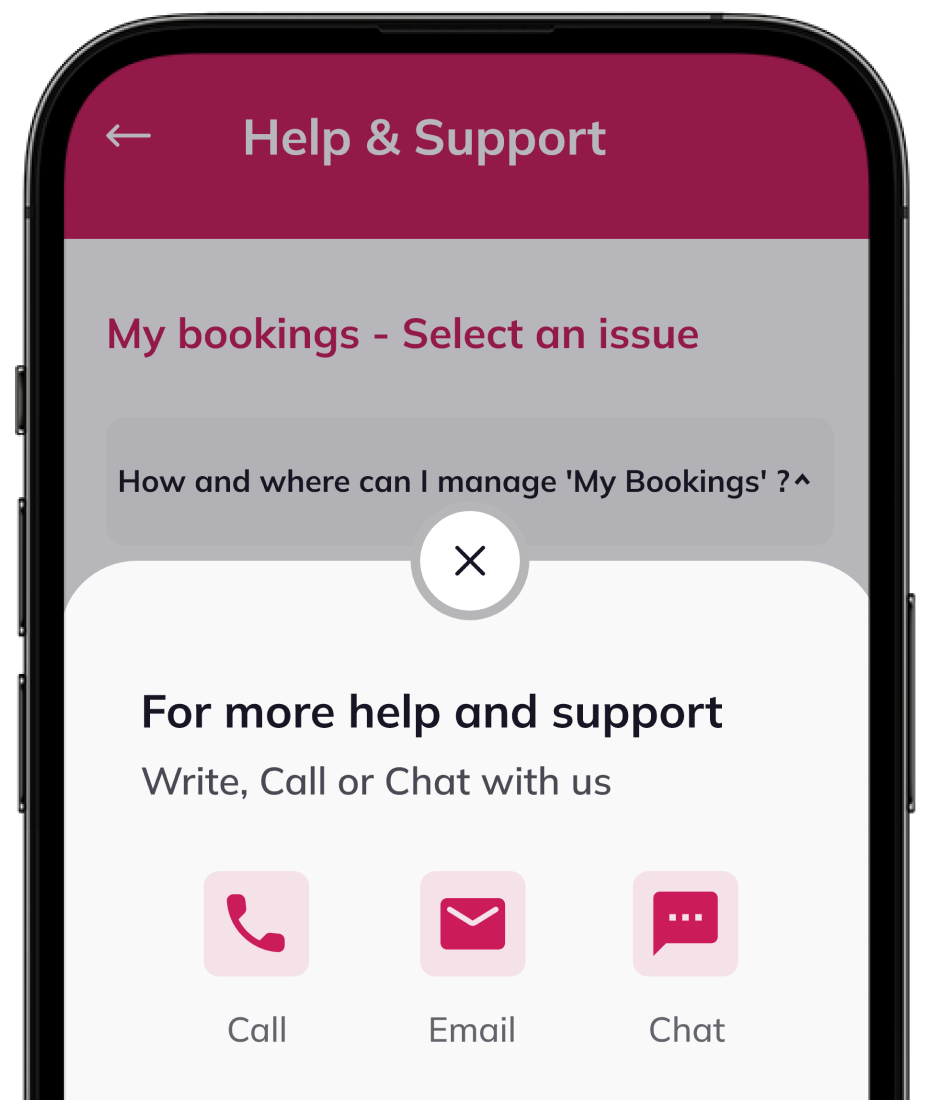 Help & Support
My bookings - Select an issue
How and where can I manage 'My Bookings' ?
For more help and support
Write, Call or Chat with us
Call
Email
Chat